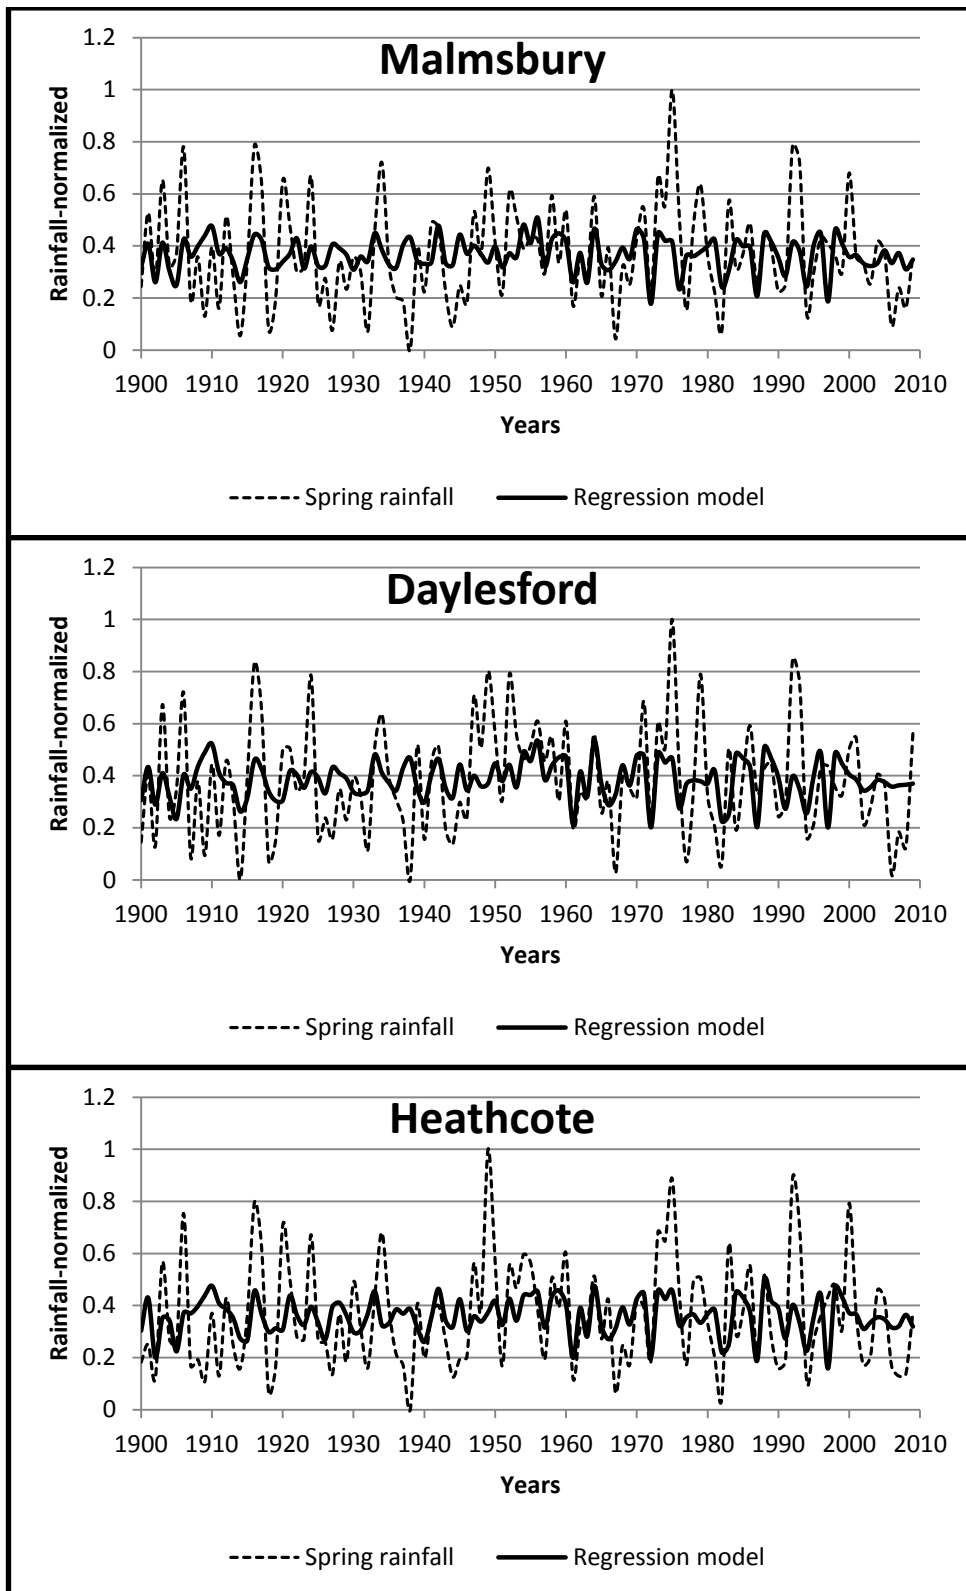 Malmsbury
Rainfall-normalized
1.2
1
0.8
0.6
0.4
0.2
0
1900 1910 1920 1930 1940 1950 1960 1970 1980 1990 2000 2010
Years
Spring rainfall Regression model
Daylesford
Rainfall-normalized
1.2
1
0.8
0.6
0.4
0.2
0
1900 1910 1920 1930 1940 1950 1960 1970 1980 1990 2000 2010
Years
Spring rainfall Regression model
Heathcote
Rainfall-normalized
1.2
1
0.8
0.6
0.4
0.2
0
1900 1910 1920 1930 1940 1950 1960 1970 1980 1990 2000 2010
Years
Spring rainfall Regression model